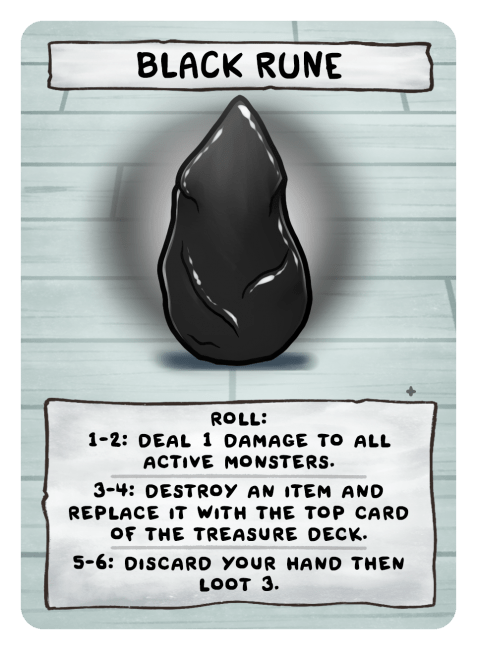 BLACK RUNE
ROLL:
1-2: DEAL 1 DAMAGE TO ALL
ACTIVE MONSTERS.
3-4: DESTROY AN ITEM AND
REPLACE IT WITH THE TOP CARD
OF THE TREASURE DECK.
5-6: DISCARD YOUR HAND THEN
LOOT 3.